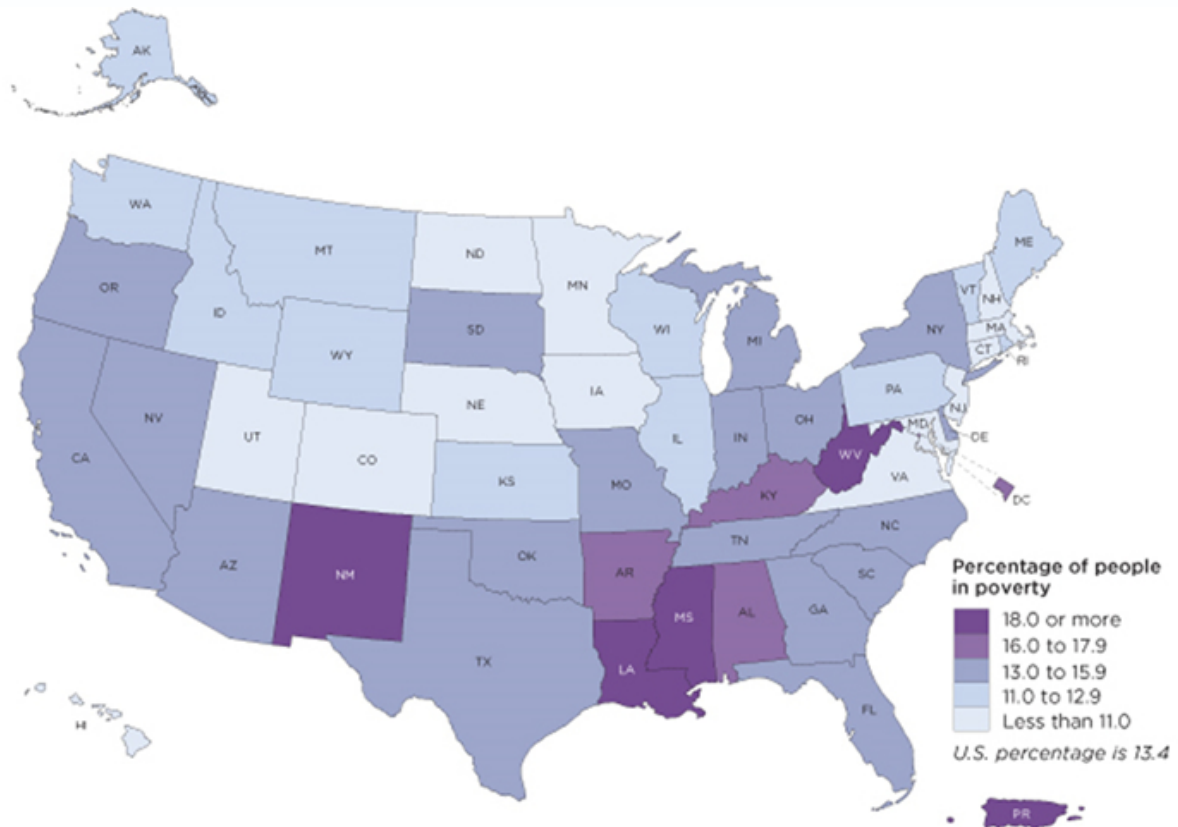 AK
WA
MT
ND
MN
ME
VT
NH
OR
ID
SD
WI
MI
NY
MA
CT
RI
WY
NE
IA
PA
NJ
NV
UT
CO
KS
MO
IL
IN
OH
MD
DE
WV
VA
CA
KY
DC
NC
TN
AZ
NM
OK
AR
SC
MS
AL
GA
TX
LA
FL
HI
Percentage of people
in poverty
18.0 or more
16.0 to 17.9
13.0 to 15.9
11.0 to 12.9
Less than 11.0
U.S. percentage is 13.4
PR